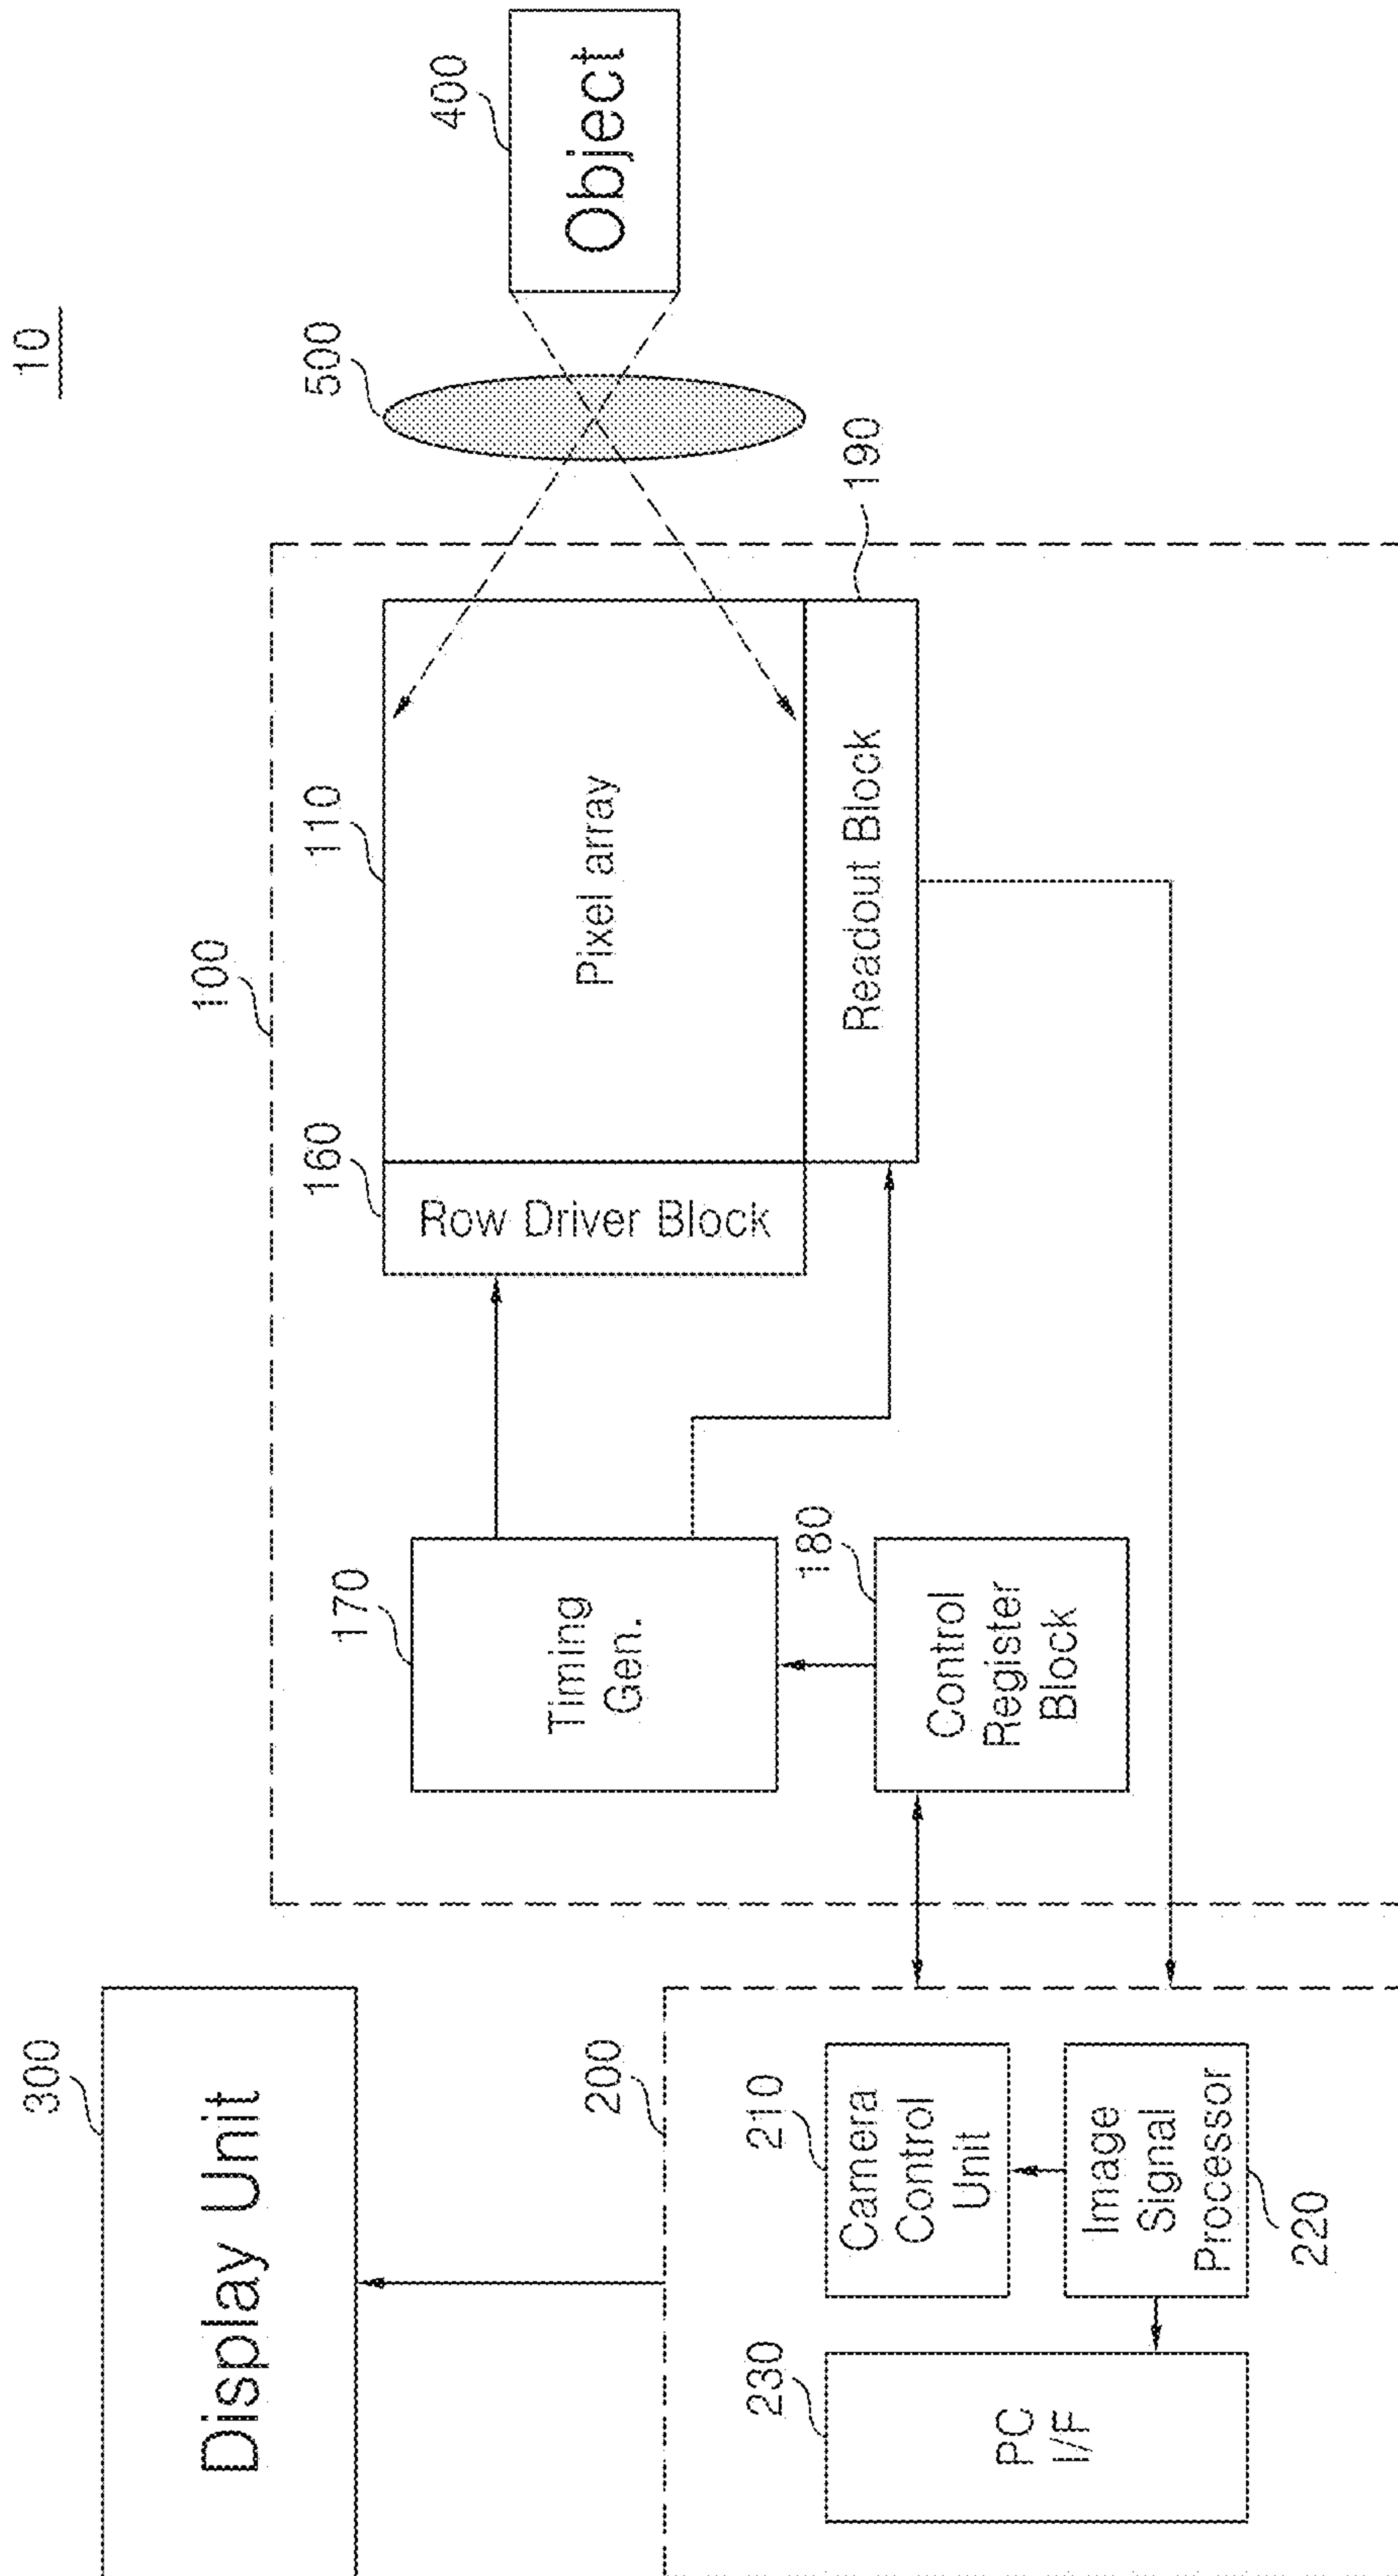 10
300
Display Unit
200
230
PC
I/F
210
Camera
Control
Unit
Image
Signal
Processor
220
100
170
Timing
Gen.
180
Control
Register
Block
160
Row Driver Block
110
Pixel array
Readout Block
190
500
400
Object